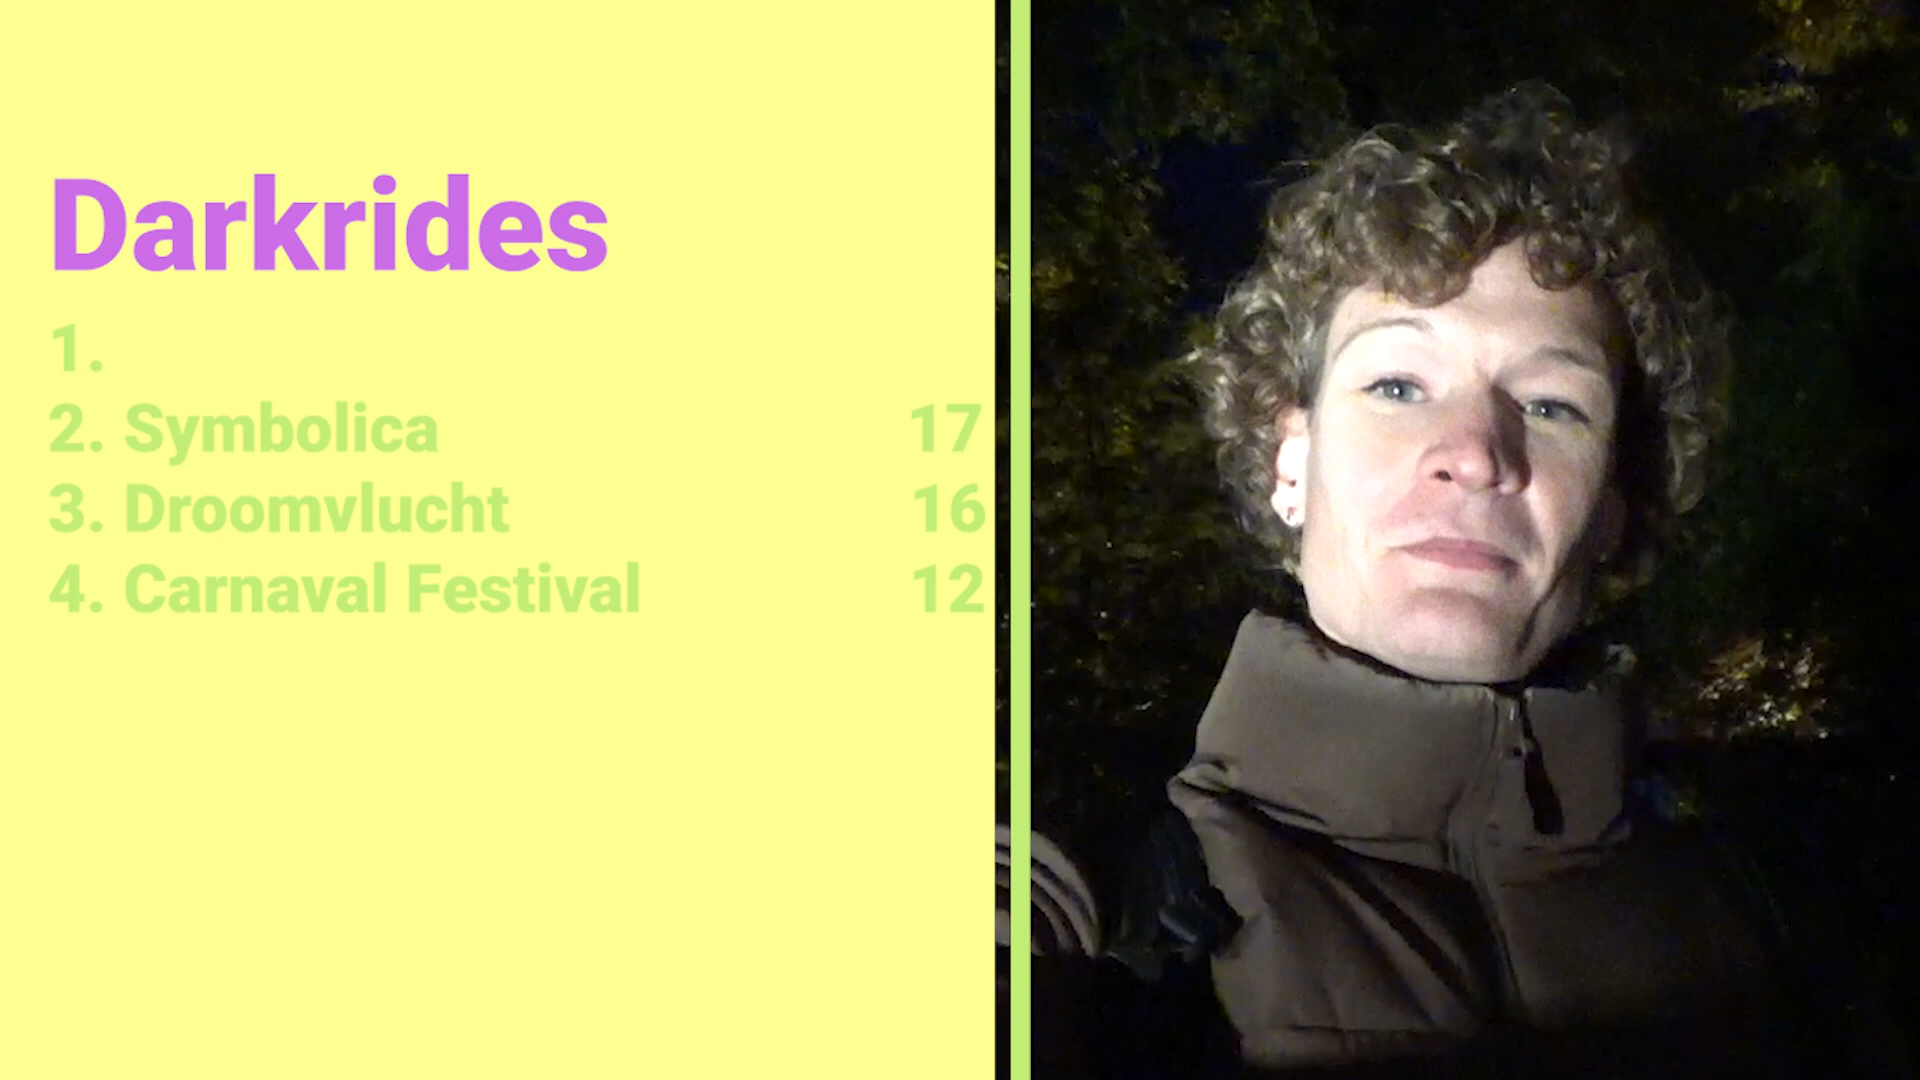 Darkrides
1.
2. Symbolica 17
3. Droomvlucht 16
4. Carnaval Festival 12